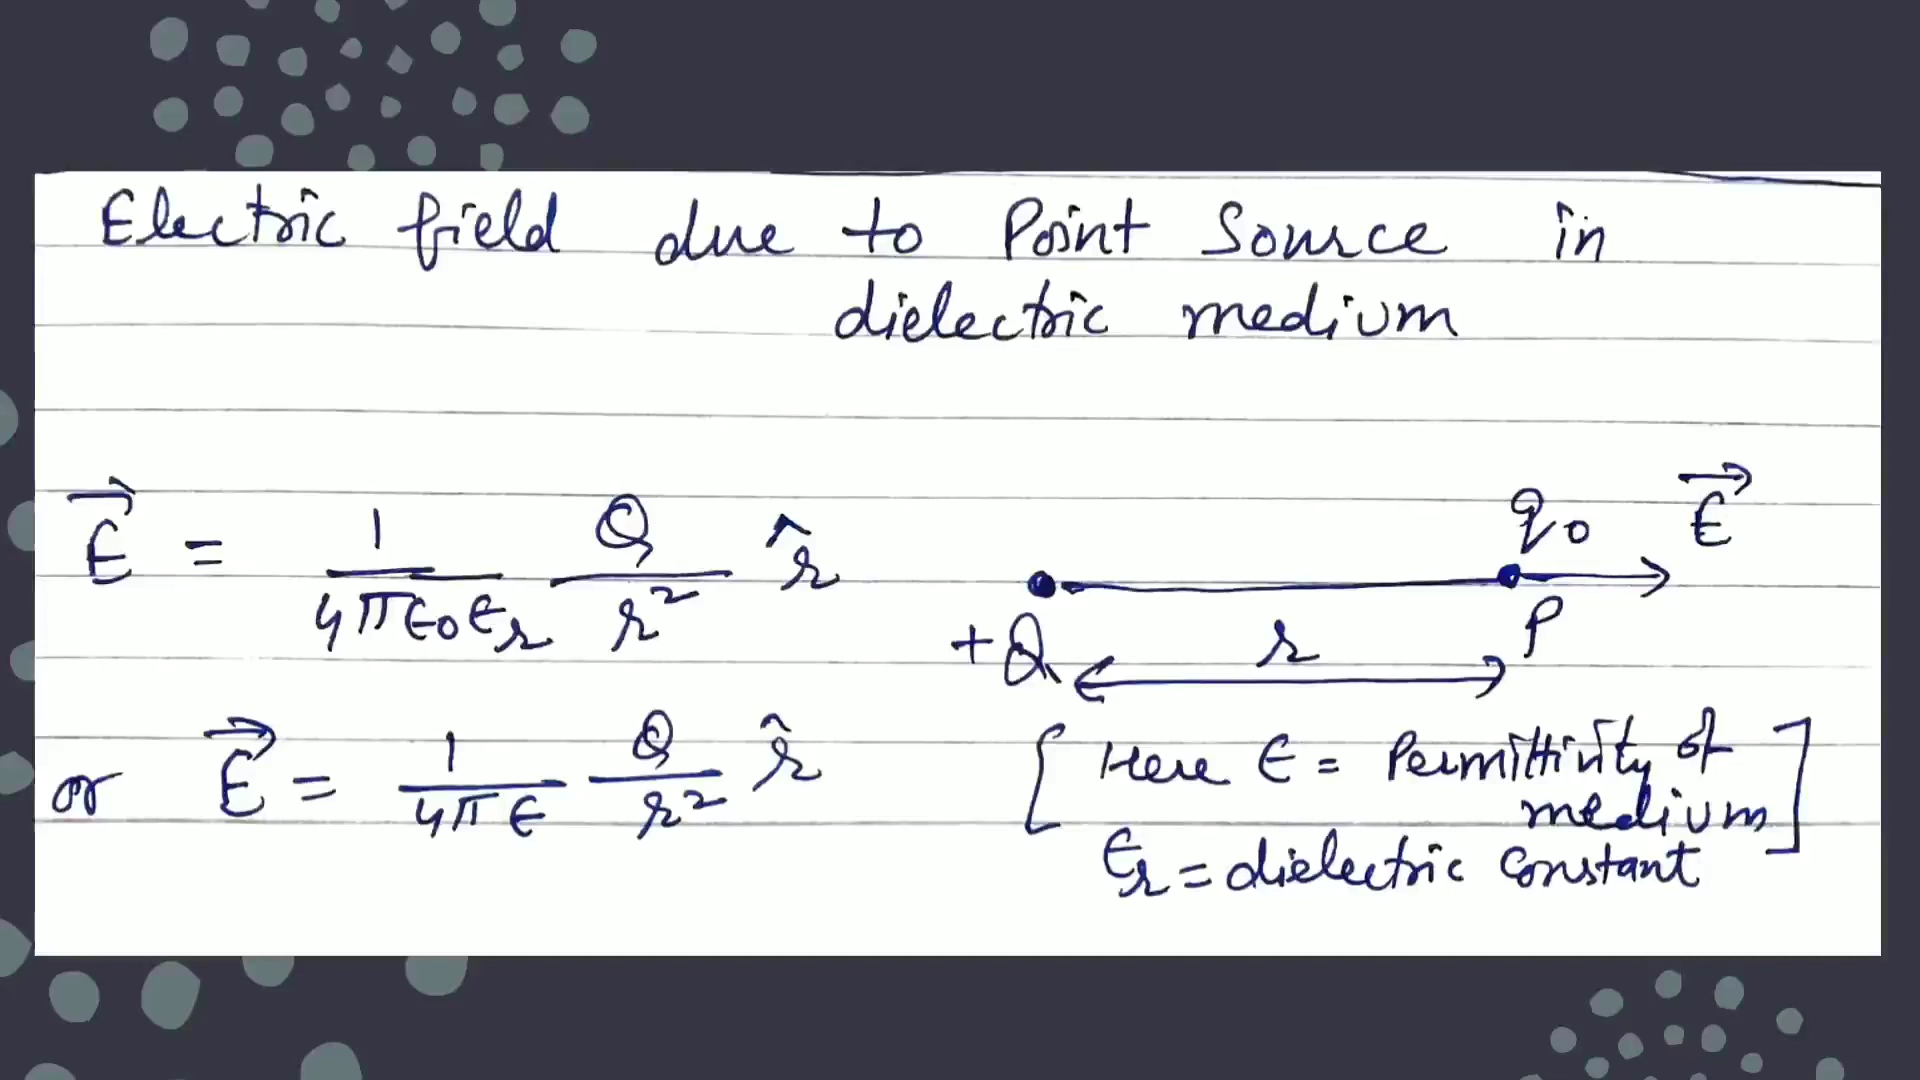 Electric field due to Point Source in
dielectric medium
E⃗ = 1/4πϵ₀ϵᵣ Q/r² r̂
+Q r q₀ P E⃗
or E⃗ = 1/4πϵ Q/r² r̂
[Here ϵ = Permittivity of
medium]
ϵᵣ = dielectric Constant